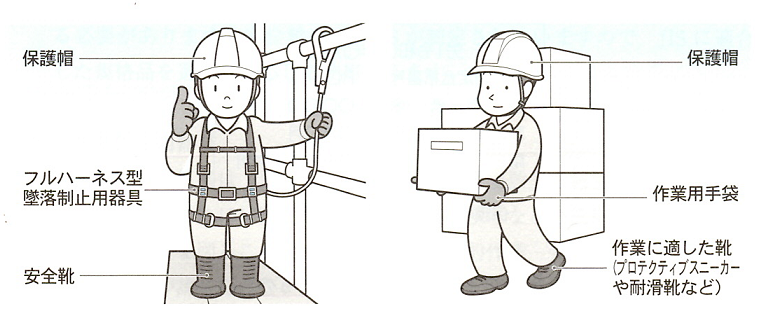 保護帽
フルハーネス型
墜落制止用器具
安全靴
保護帽
作業用手袋
作業に適した靴
(プロテクティブスニーカー
や耐滑靴など)